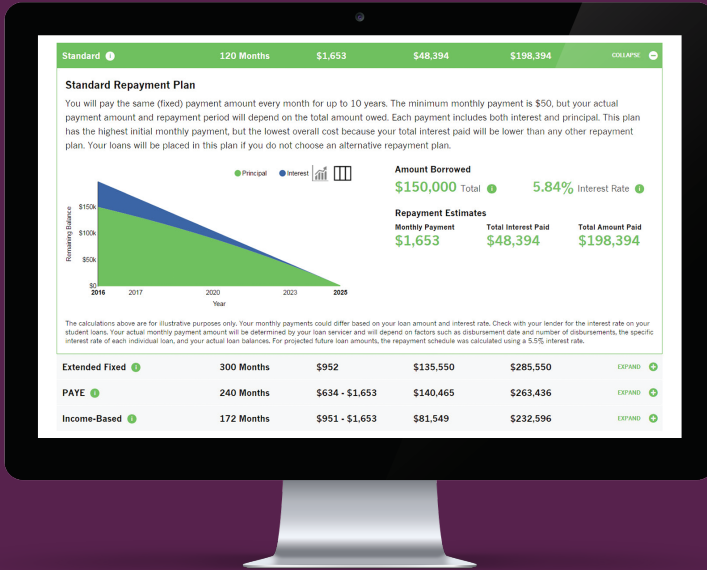 Standard 120 Months $1,653 $48,394 $198,394 COLLAPSE
Standard Repayment Plan
You will pay the same (fixed) payment amount every month for up to 10 years. The minimum monthly payment is $50, but your actual
payment amount and repayment period will depend on the total amount owed. Each payment includes both interest and principal. This plan
has the highest initial monthly payment, but the lowest overall cost because your total interest paid will be lower than any other repayment
plan. Your loans will be placed in this plan if you do not choose an alternative repayment plan.
Principal Interest
Remaining Balance
$150k
$100k
$50k
$0
2016 2017 2020 2023 2025
Year
Amount Borrowed
$150,000 Total 5.84% Interest Rate
Repayment Estimates
Monthly Payment Total Interest Paid Total Amount Paid
$1,653 $48,394 $198,394
The calculations above are for illustrative purposes only. Your monthly payments could differ based on your loan amount and interest rate. Check with your lender for the interest rate on your
student loans. Your actual monthly payment amount will be determined by your loan servicer and will depend on factors such as disbursement date and number of disbursements, the specific
interest rate of each individual loan, and your actual loan balances. For projected future loan amounts, the repayment schedule was calculated using a 5.5% interest rate.
Extended Fixed 300 Months $952 $135,550 $285,550 EXPAND
PAYE 240 Months $634 - $1,653 $140,465 $263,436 EXPAND
Income-Based 172 Months $951 - $1,653 $81,549 $232,596 EXPAND